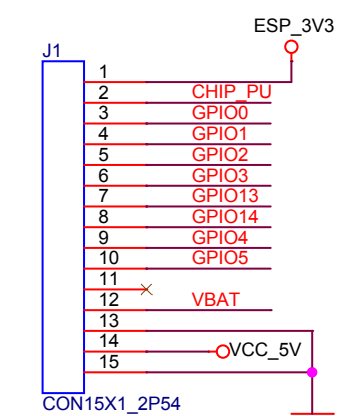 ESP_3V3
J1
1
2 CHIP_PU
3 GPIO0
4 GPIO1
5 GPIO2
6 GPIO3
7 GPIO13
8 GPIO14
9 GPIO4
10 GPIO5
11
12 VBAT
13
14 VCC_5V
15
CON15X1_2P54